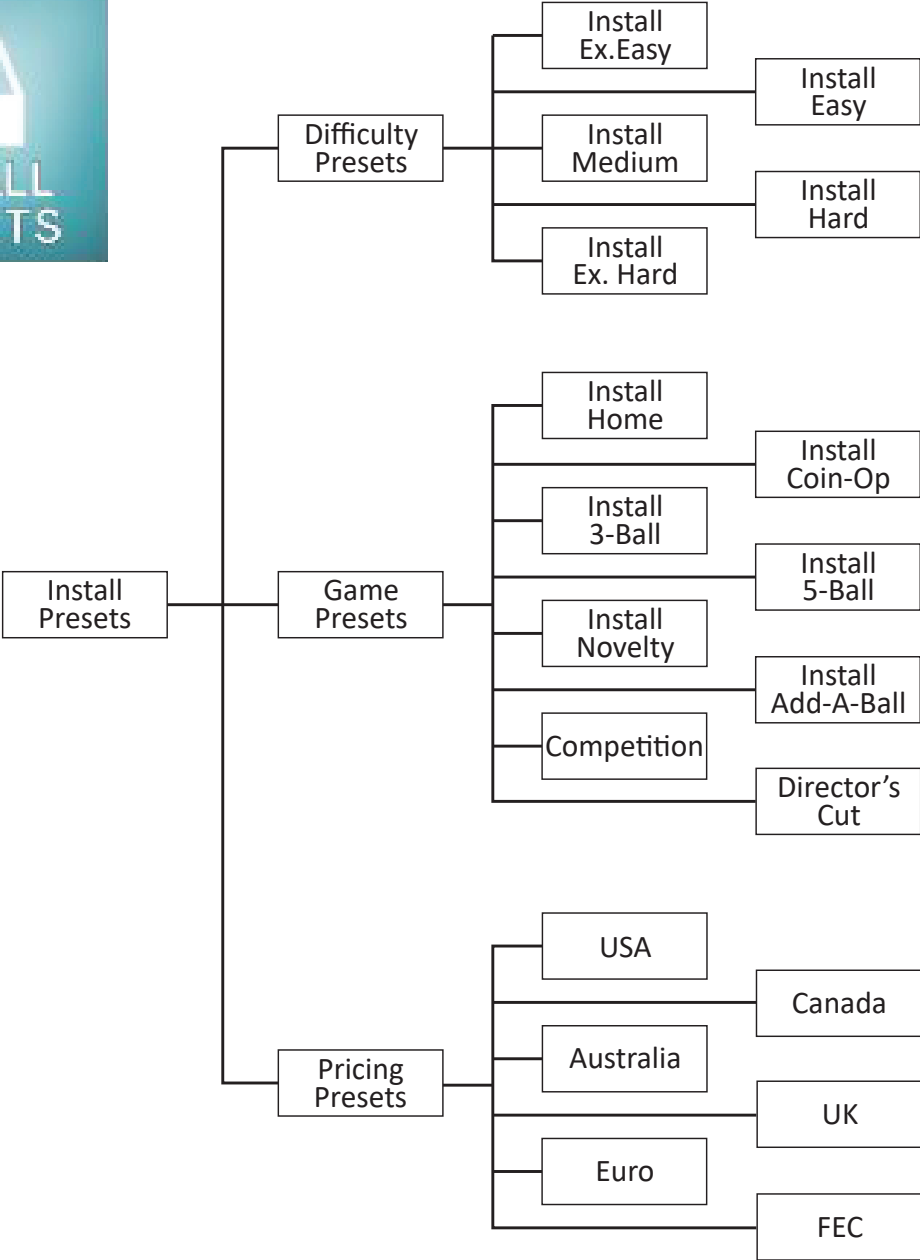 Install
Ex.Easy
Install
Easy
Difficulty
Presets
Install
Medium
Install
Hard
Install
Ex. Hard
Install
Home
Install
Coin-Op
Install
3-Ball
Install
5-Ball
Install
Presets
Game
Presets
Install
Novelty
Install
Add-A-Ball
Competition
Director’s
Cut
USA
Canada
Pricing
Presets
Australia
UK
Euro
FEC